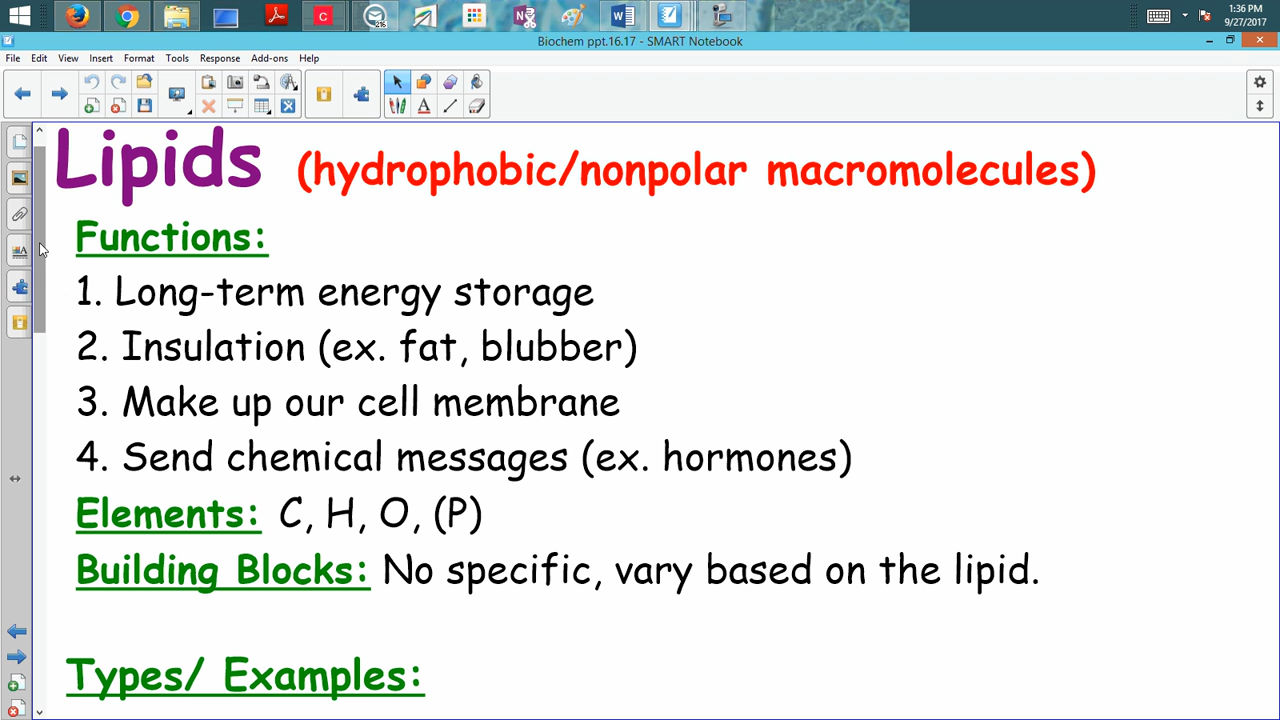 1:36 PM
9/27/2017
Biochem ppt.16.17 - SMART Notebook
File Edit View Insert Format Tools Response Add-ons Help
Lipids (hydrophobic/nonpolar macromolecules)
Functions:
1. Long-term energy storage
2. Insulation (ex. fat, blubber)
3. Make up our cell membrane
4. Send chemical messages (ex. hormones)
Elements: C, H, O, (P)
Building Blocks: No specific, vary based on the lipid.
Types/ Examples: